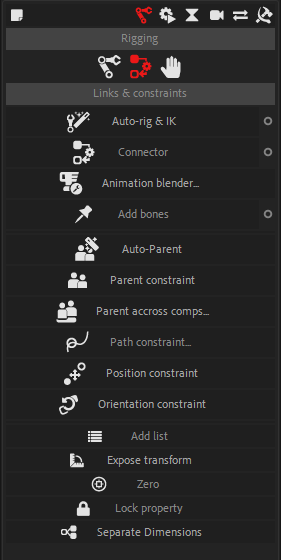 Rigging
Links & constraints
Auto-rig & IK
Connector
Animation blender...
Add bones
Auto-Parent
Parent constraint
Parent accross comps...
Path constraint...
Position constraint
Orientation constraint
Add list
Expose transform
Zero
Lock property
Separate Dimensions